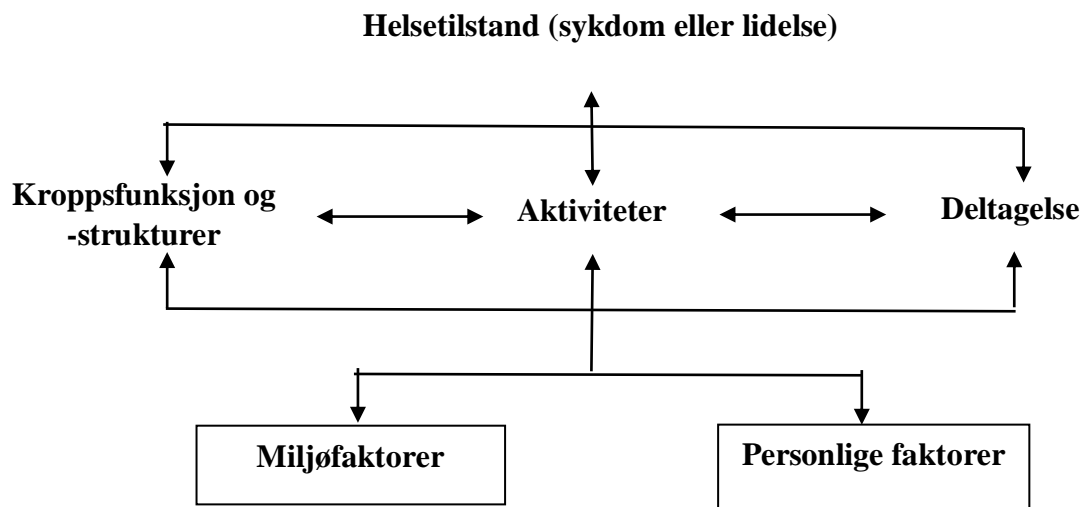 Helsetilstand (sykdom eller lidelse)
Kroppsfunksjon og
-strukturer
Aktiviteter
Deltagelse
Miljøfaktorer
Personlige faktorer